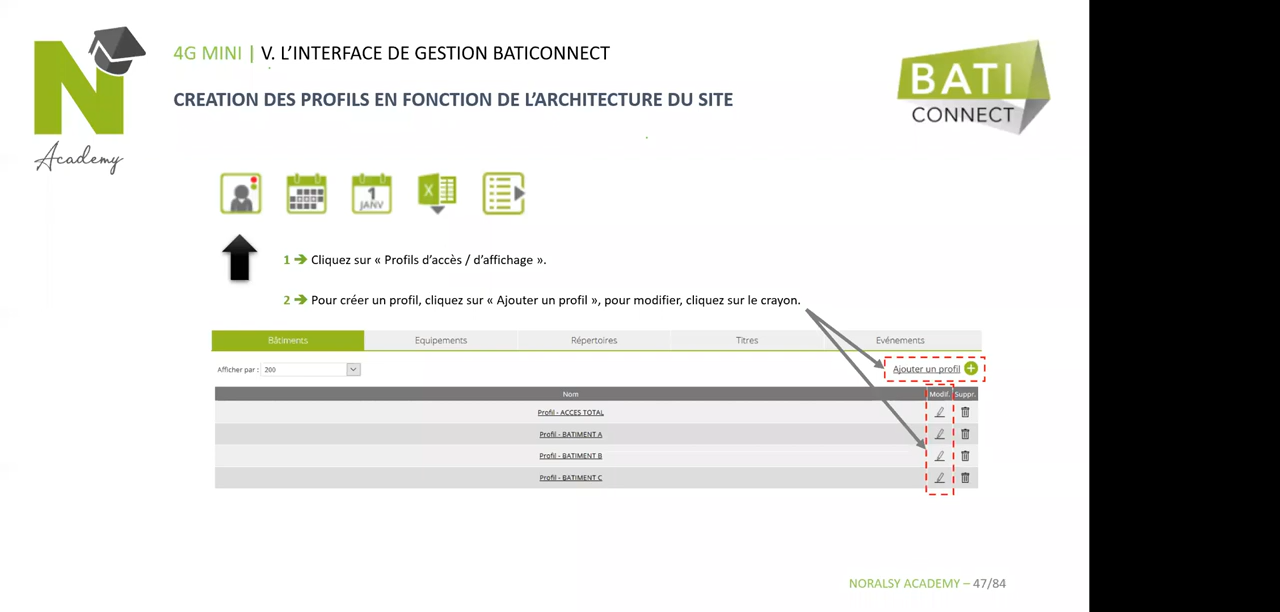 4G MINI | V. L’INTERFACE DE GESTION BATICONNECT
CREATION DES PROFILS EN FONCTION DE L’ARCHITECTURE DU SITE
N
Academy
BATI
CONNECT
1
JANV
X
1 ➔ Cliquez sur « Profils d’accès / d’affichage ».
2 ➔ Pour créer un profil, cliquez sur « Ajouter un profil », pour modifier, cliquez sur le crayon.
Bâtiments Equipements Répertoires Titres Evénements
Afficher par : 200 Ajouter un profil +
Nom Modif. Suppr.
Profil - ACCES TOTAL
Profil - BATIMENT A
Profil - BATIMENT B
Profil - BATIMENT C
NORALSY ACADEMY – 47/84